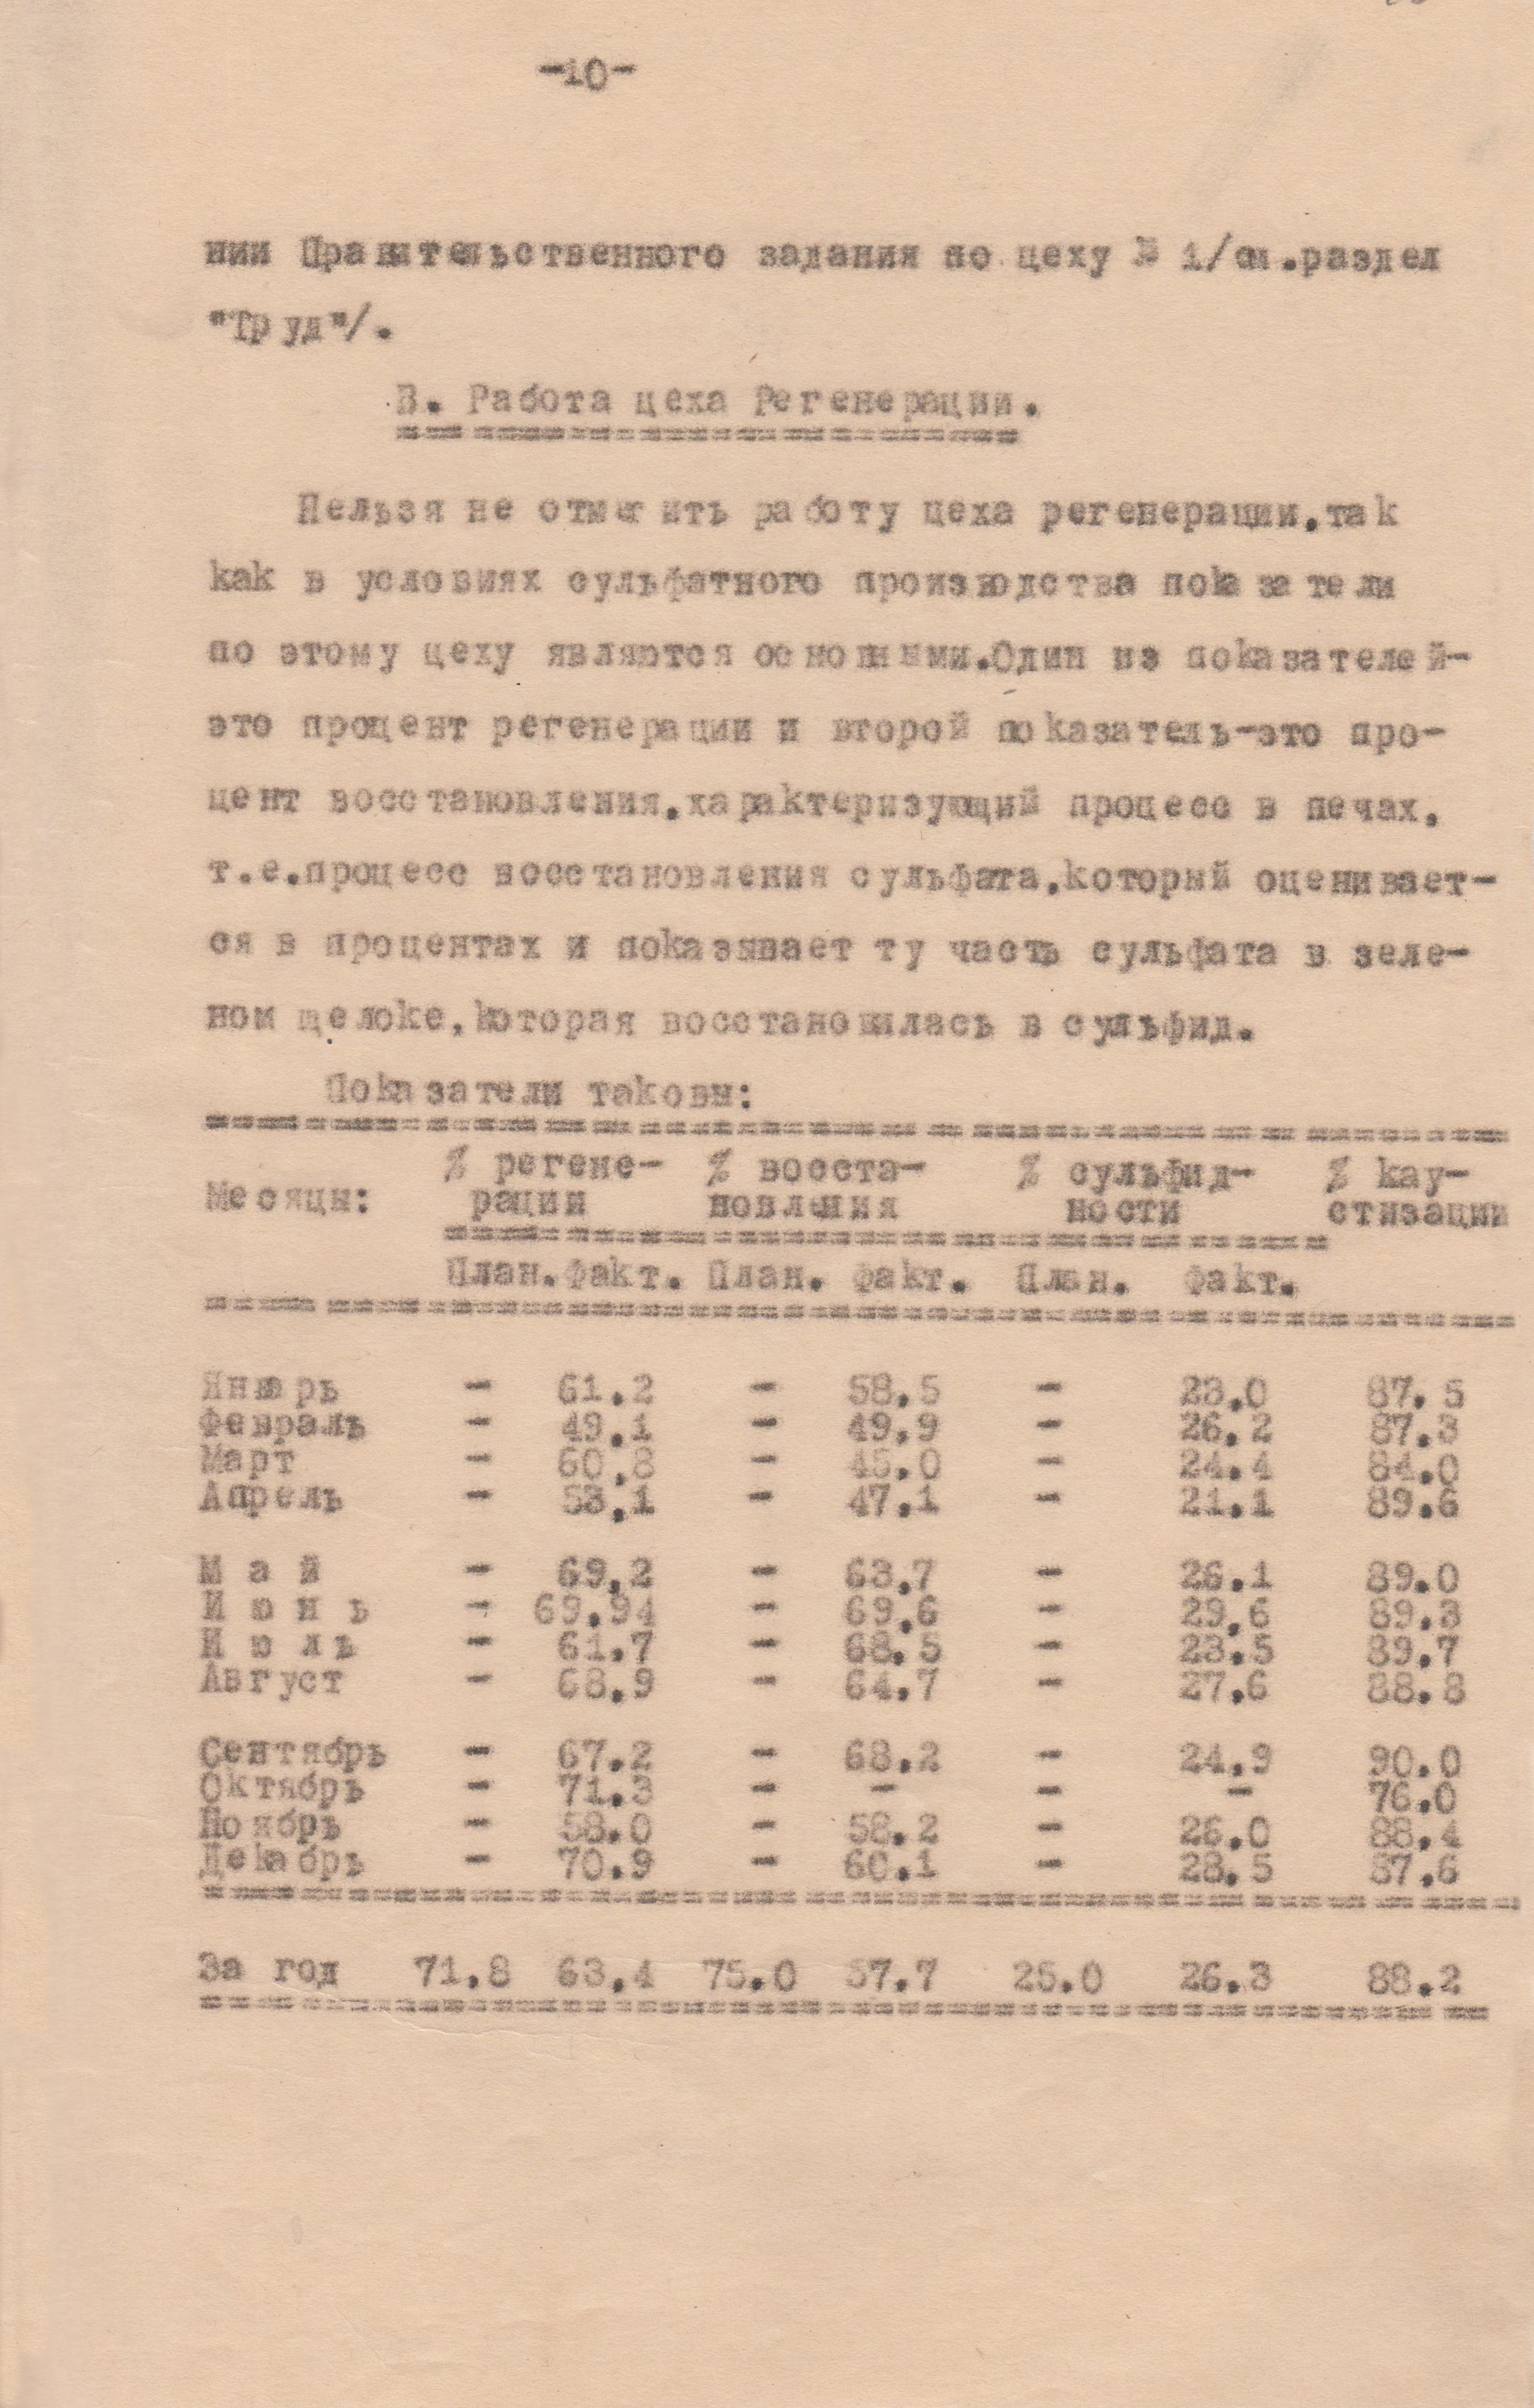 -10-
нии Правительственного задания по цеху № 1/см.раздел
"Труд"/.
В. Работа цеха Регенерации.
Нельзя не отметить работу цеха регенерации,так
как в условиях сульфатного производства показатели
по этому цеху являются основными.Один из показателей-
это процент регенерации и второй показатель-это про-
цент восстановления,характеризующий процесс в печах,
т.е.процесс восстановления сульфата,который оценивает-
ся в процентах и показывает ту часть сульфата в зеле-
ном щелоке,которая восстановилась в сульфид.
Показатели таковы:
% регене- % восста- % сульфид- % кау-
Месяцы: рации новления ности стизации
План. Факт. План. Факт. План. Факт.
Январь - 61.2 - 58.5 - 23.0 87.5
Февраль - 49.1 - 49.9 - 26.2 87.3
Март - 60.8 - 45.0 - 24.4 84.0
Апрель - 53,1 - 47.1 - 21.1 89.6
М а й - 69,2 - 63.7 - 26.1 89.0
И ю н ь - 69.94 - 69,6 - 29,6 89.3
И ю л ь - 61.7 - 68.5 - 28.5 89.7
Август - 68.9 - 64.7 - 27,6 88.8
Сентябрь - 67.2 - 68.2 - 24.9 90.0
Октябрь - 71.3 - - - - 76.0
Ноябрь - 58.0 - 58.2 - 26.0 88.4
Декабрь - 70.9 - 60.1 - 28.5 87.6
За год 71.8 63.4 75.0 57.7 25.0 26.3 88.2